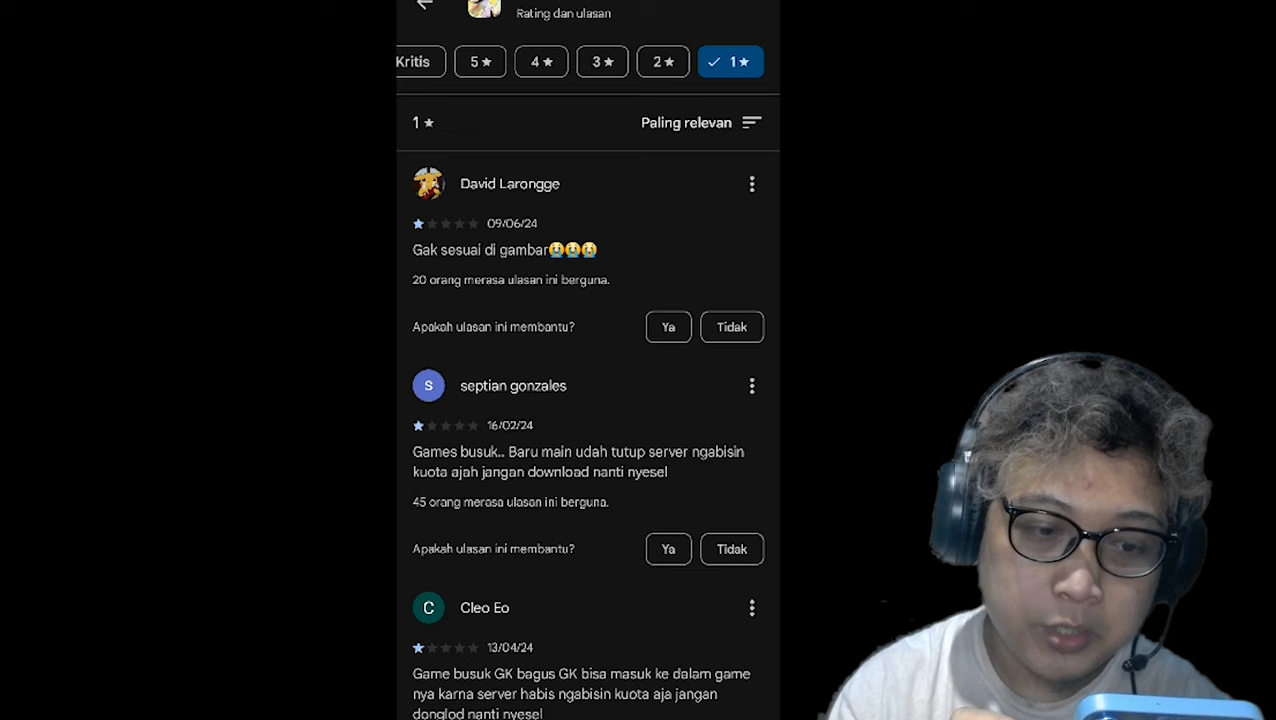 Rating dan ulasan
Kritis
5★
4★
3★
2★
1★
1★
Paling relevan
David Larongge
09/06/24
Gak sesuai di gambar😭😭😭
20 orang merasa ulasan ini berguna.
Apakah ulasan ini membantu?
Ya
Tidak
S
septian gonzales
16/02/24
Games busuk.. Baru main udah tutup server ngabisin
kuota ajah jangan download nanti nyesel
45 orang merasa ulasan ini berguna.
Apakah ulasan ini membantu?
Ya
Tidak
C
Cleo Eo
13/04/24
Game busuk GK bagus GK bisa masuk ke dalam game
nya karna server habis ngabisin kuota aja jangan
donglod nanti nyesel